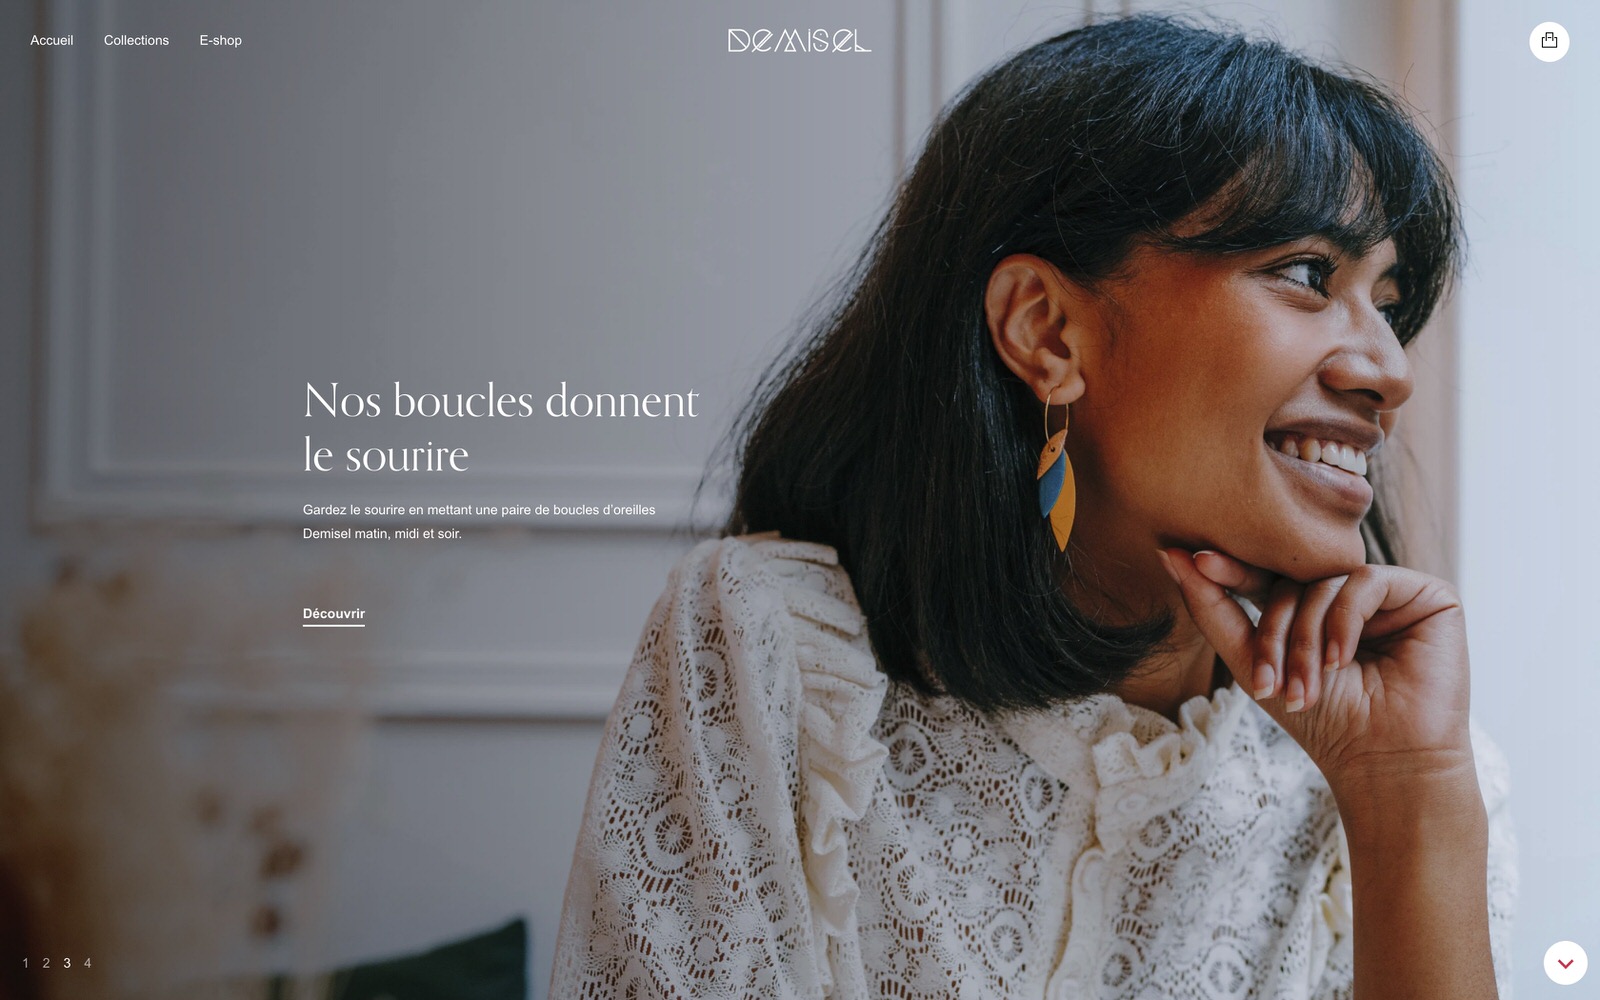 Accueil Collections E-shop
DEMISEL
Nos boucles donnent
le sourire
Gardez le sourire en mettant une paire de boucles d’oreilles
Demisel matin, midi et soir.
Découvrir
1 2 3 4